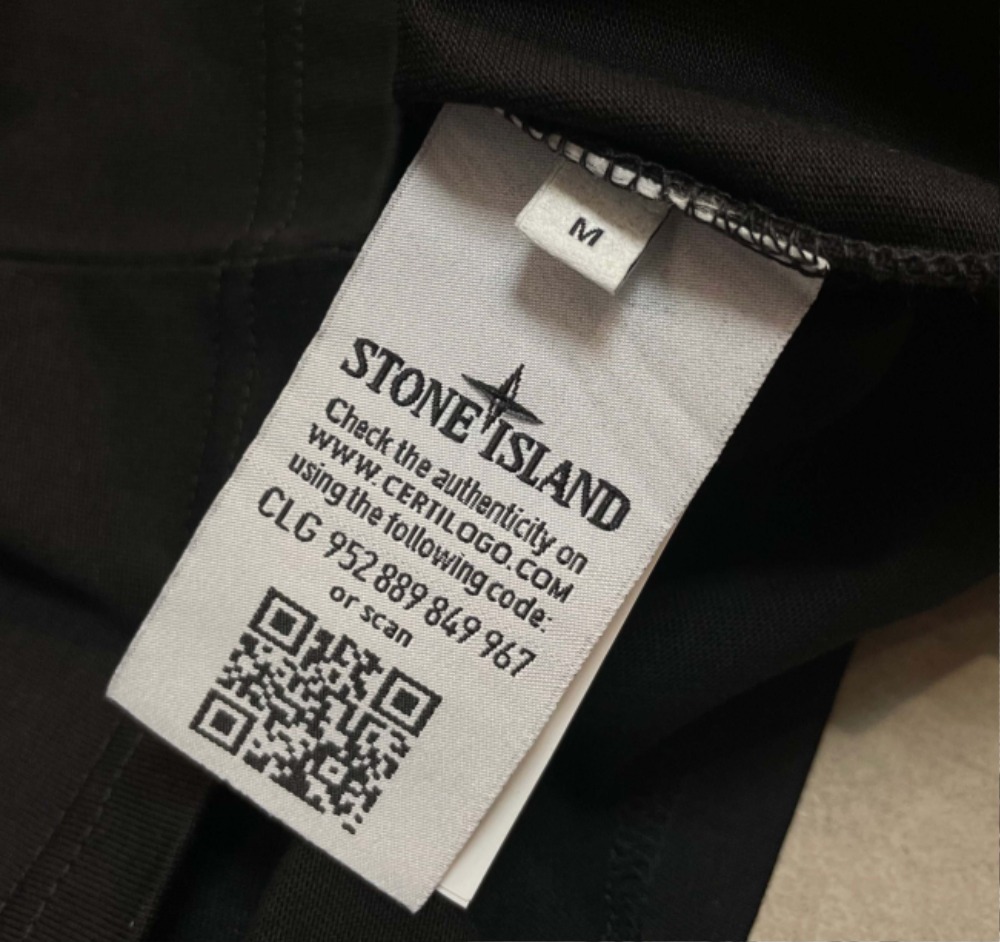 M
STONE ISLAND
Check the authenticity on
WWW.CERTILOGO.COM
using the following code:
CLG 952 889 849 967
or scan